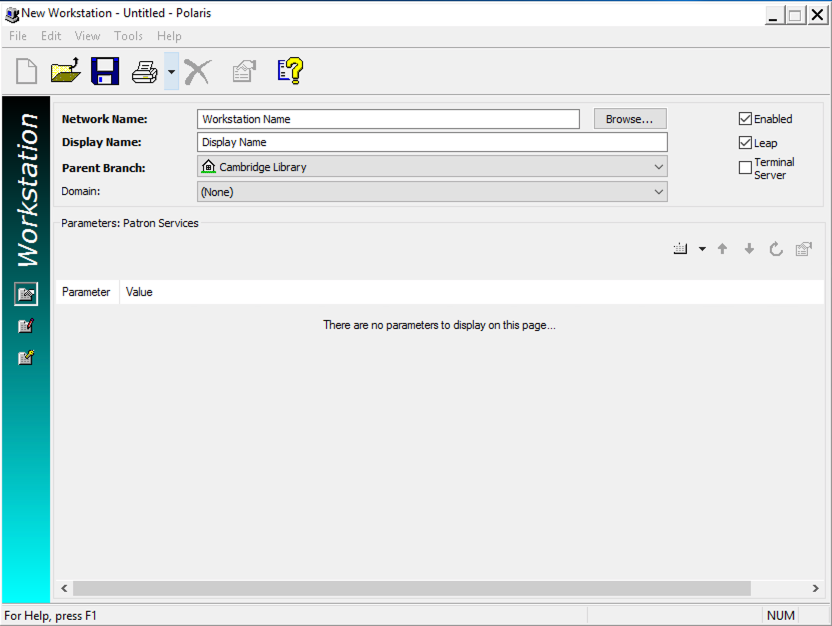 New Workstation - Untitled - Polaris
File Edit View Tools Help
Workstation
Network Name: Workstation Name Browse... Enabled
Display Name: Display Name Leap
Parent Branch: Cambridge Library Terminal
Server
Domain: (None)
Parameters: Patron Services
Parameter Value
There are no parameters to display on this page...
For Help, press F1 NUM